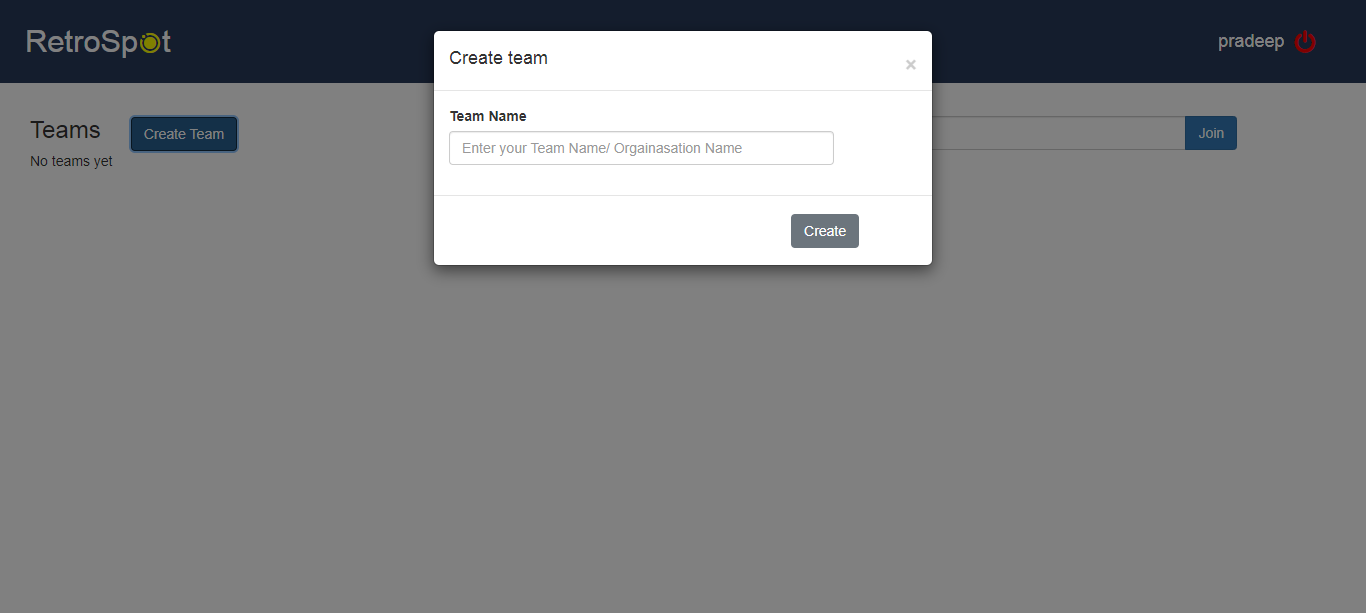 RetroSpot
pradeep
Create team
×
Team Name
Enter your Team Name/ Orgainasation Name
Create
Teams
Create Team
Join
No teams yet